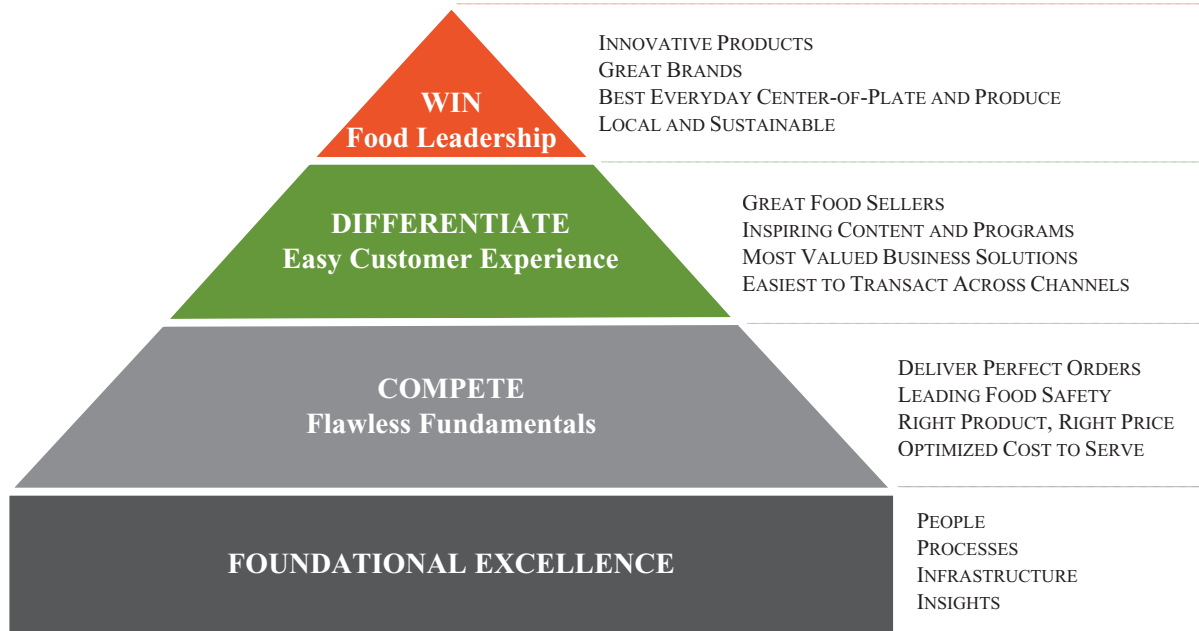 WIN
Food Leadership
INNOVATIVE PRODUCTS
GREAT BRANDS
BEST EVERYDAY CENTER-OF-PLATE AND PRODUCE
LOCAL AND SUSTAINABLE
DIFFERENTIATE
Easy Customer Experience
GREAT FOOD SELLERS
INSPIRING CONTENT AND PROGRAMS
MOST VALUED BUSINESS SOLUTIONS
EASIEST TO TRANSACT ACROSS CHANNELS
COMPETE
Flawless Fundamentals
DELIVER PERFECT ORDERS
LEADING FOOD SAFETY
RIGHT PRODUCT, RIGHT PRICE
OPTIMIZED COST TO SERVE
FOUNDATIONAL EXCELLENCE
PEOPLE
PROCESSES
INFRASTRUCTURE
INSIGHTS